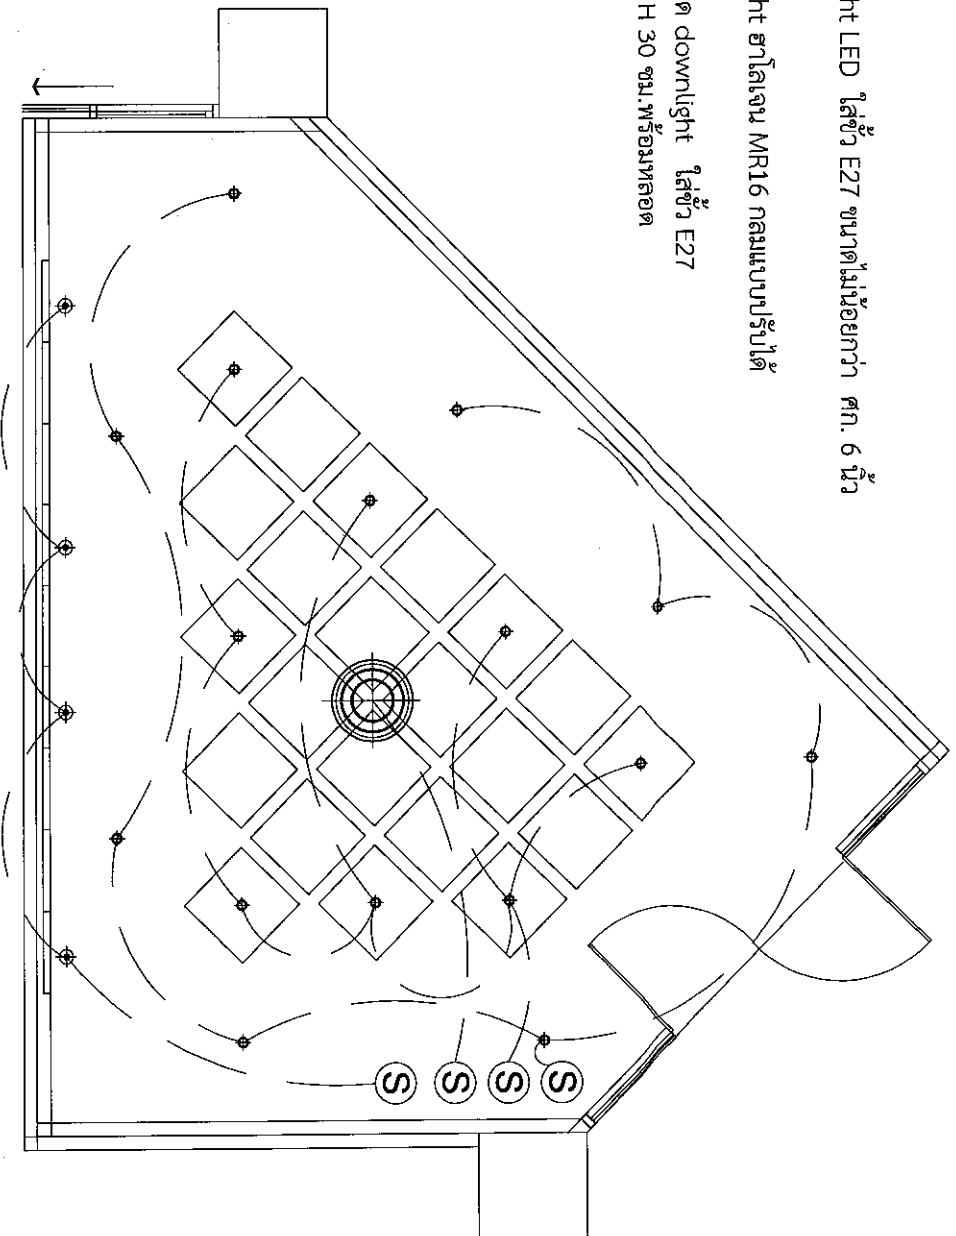 ht LED ใส่ขั้ว E27 ขนาดไม่น้อยกว่า ศก. 6 นิ้ว
ht ฮาโลเจน MR16 กลมแบบปรับได้
ด downlight ใส่ขั้ว E27
H 30 ซม.พร้อมหลอด
S
S
S
S